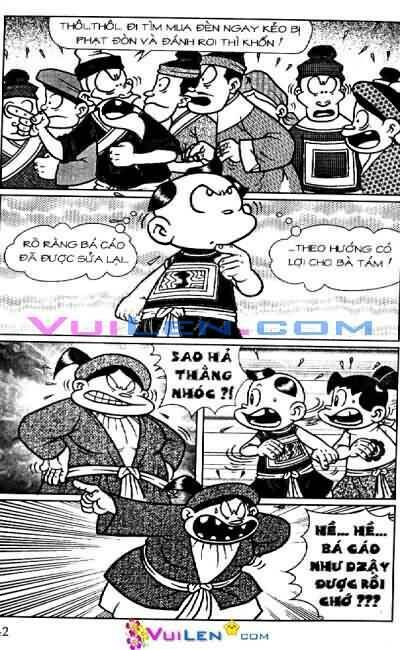 THÔI...THÔI.. ĐI TÌM MUA ĐÈN NGAY KẺO BỊ
PHẠT ĐÒN VÀ ĐÁNH ROI THÌ KHỐN !
RÕ RÀNG BÁ CÁO
ĐÃ ĐƯỢC SỬA LẠI..
...THEO HƯỚNG CÓ
LỢI CHO BÀ TÁM !
VUILEN.COM
SAO HẢ
THẰNG
NHÓC ?!
HỀ... HỀ...
BÁ CÁO
NHƯ DZẬY
ĐƯỢC RỒI
CHỚ ???
VUILEN.COM